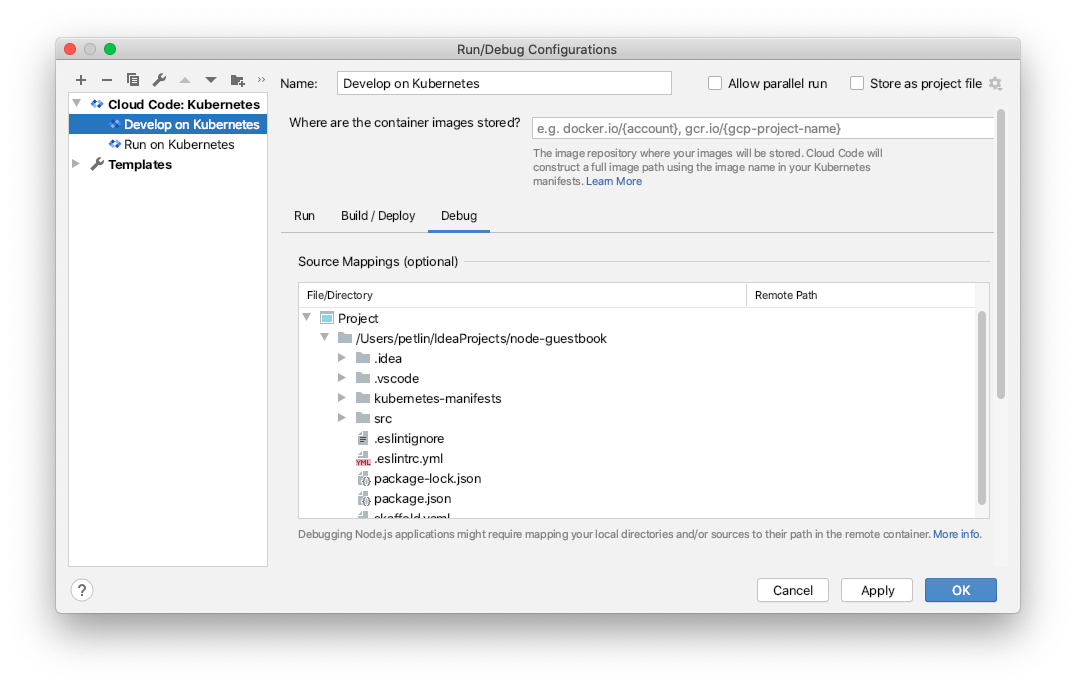 Run/Debug Configurations
Name:
Develop on Kubernetes
Allow parallel run
Store as project file
Cloud Code: Kubernetes
Develop on Kubernetes
Run on Kubernetes
Templates
Where are the container images stored?
e.g. docker.io/{account}, gcr.io/{gcp-project-name}
The image repository where your images will be stored. Cloud Code will
construct a full image path using the image name in your Kubernetes
manifests. Learn More
Run
Build / Deploy
Debug
Source Mappings (optional)
File/Directory
Remote Path
Project
/Users/petlin/IdeaProjects/node-guestbook
.idea
.vscode
kubernetes-manifests
src
.eslintignore
YML .eslintrc.yml
package-lock.json
package.json
skaffold.yaml
Debugging Node.js applications might require mapping your local directories and/or sources to their path in the remote container. More info.
?
Cancel
Apply
OK